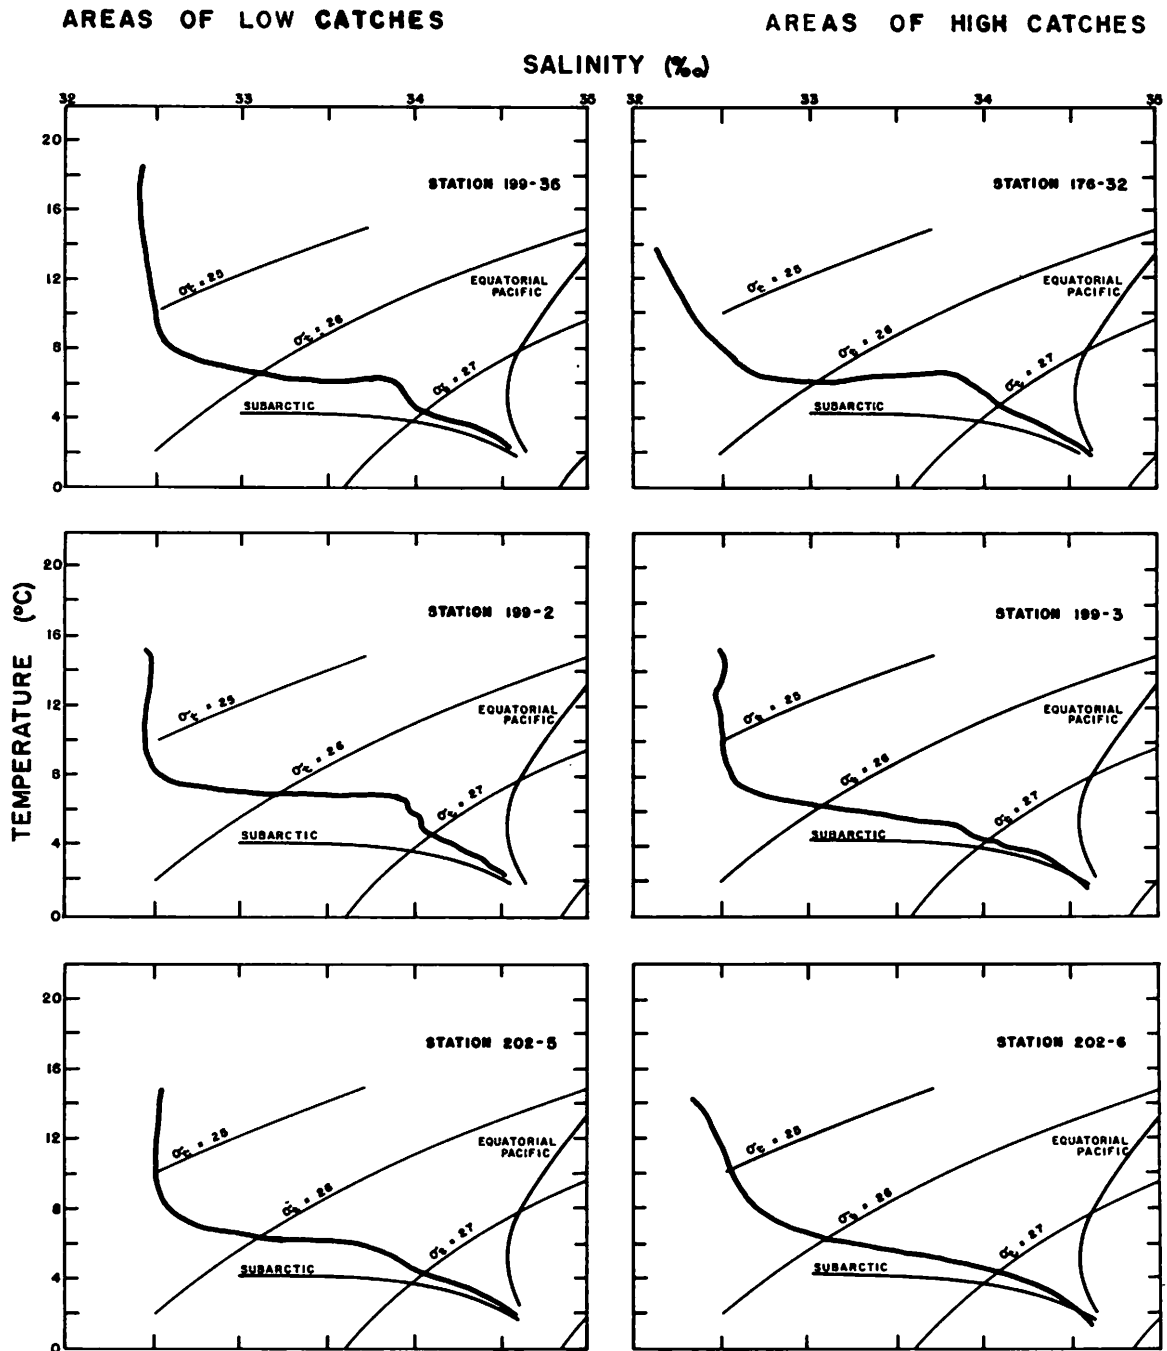 AREAS OF LOW CATCHES
AREAS OF HIGH CATCHES
SALINITY (‰)
32 33 34 35
32 33 34 35
TEMPERATURE (°C)
20
16
12
8
4
0
STATION 199-36
σt = 25
σt = 26
σt = 27
EQUATORIAL
PACIFIC
SUBARCTIC
STATION 176-32
σt = 25
σt = 26
σt = 27
EQUATORIAL
PACIFIC
SUBARCTIC
20
16
12
8
4
0
STATION 199-2
σt = 25
σt = 26
σt = 27
EQUATORIAL
PACIFIC
SUBARCTIC
STATION 199-3
σt = 25
σt = 26
σt = 27
EQUATORIAL
PACIFIC
SUBARCTIC
20
16
12
8
4
0
STATION 202-5
σt = 25
σt = 26
σt = 27
EQUATORIAL
PACIFIC
SUBARCTIC
STATION 202-6
σt = 25
σt = 26
σt = 27
EQUATORIAL
PACIFIC
SUBARCTIC